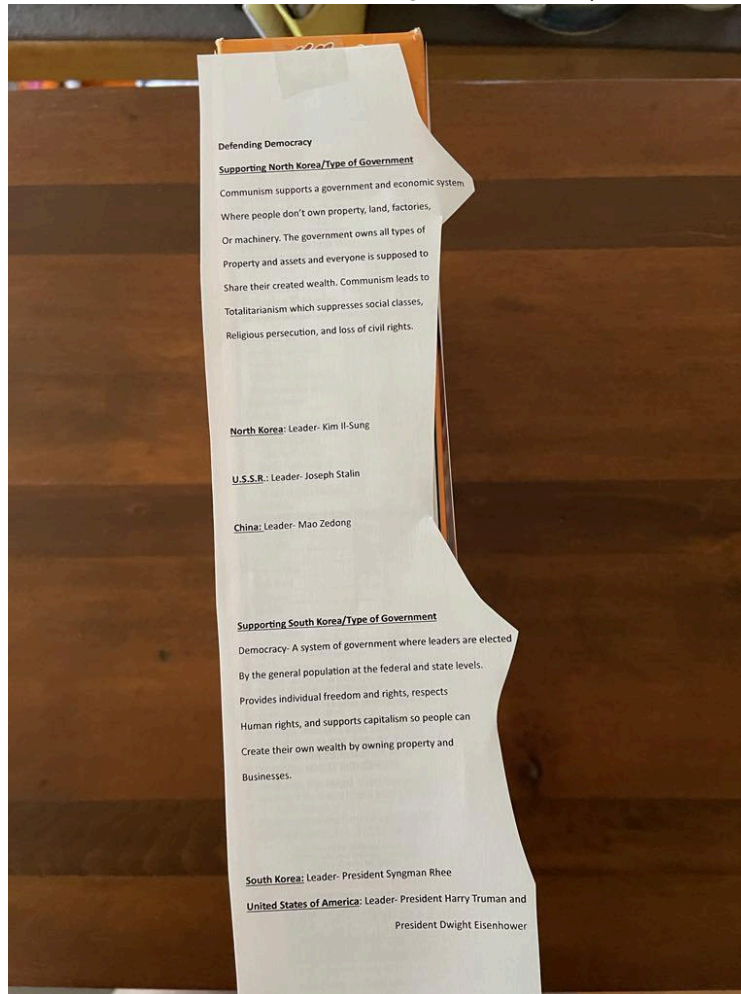 Defending Democracy
Supporting North Korea/Type of Government
Communism supports a government and economic system
Where people don't own property, land, factories,
Or machinery. The government owns all types of
Property and assets and everyone is supposed to
Share their created wealth. Communism leads to
Totalitarianism which suppresses social classes,
Religious persecution, and loss of civil rights.
North Korea: Leader- Kim Il-Sung
U.S.S.R.: Leader- Joseph Stalin
China: Leader- Mao Zedong
Supporting South Korea/Type of Government
Democracy- A system of government where leaders are elected
By the general population at the federal and state levels.
Provides individual freedom and rights, respects
Human rights, and supports capitalism so people can
Create their own wealth by owning property and
Businesses.
South Korea: Leader- President Syngman Rhee
United States of America: Leader- President Harry Truman and
President Dwight Eisenhower